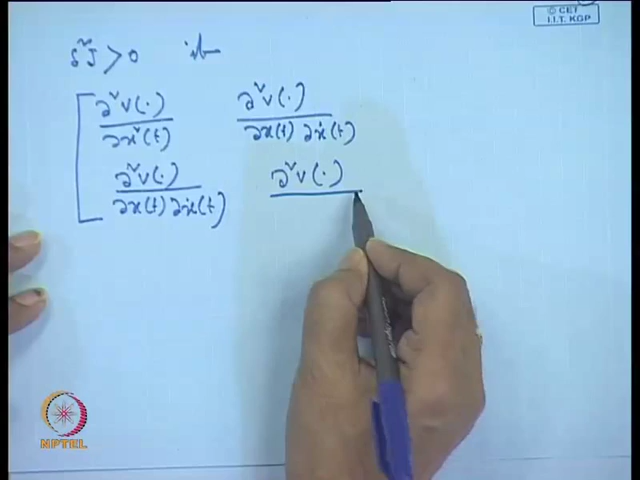 © CET
I.I.T. KGP
δ²J > 0 if
[ ∂²V(·) / ∂x²(t)   ∂²V(·) / ∂x(t) ∂ẋ(t)
∂²V(·) / ∂x(t) ∂ẋ(t)   ∂²V(·)
NPTEL